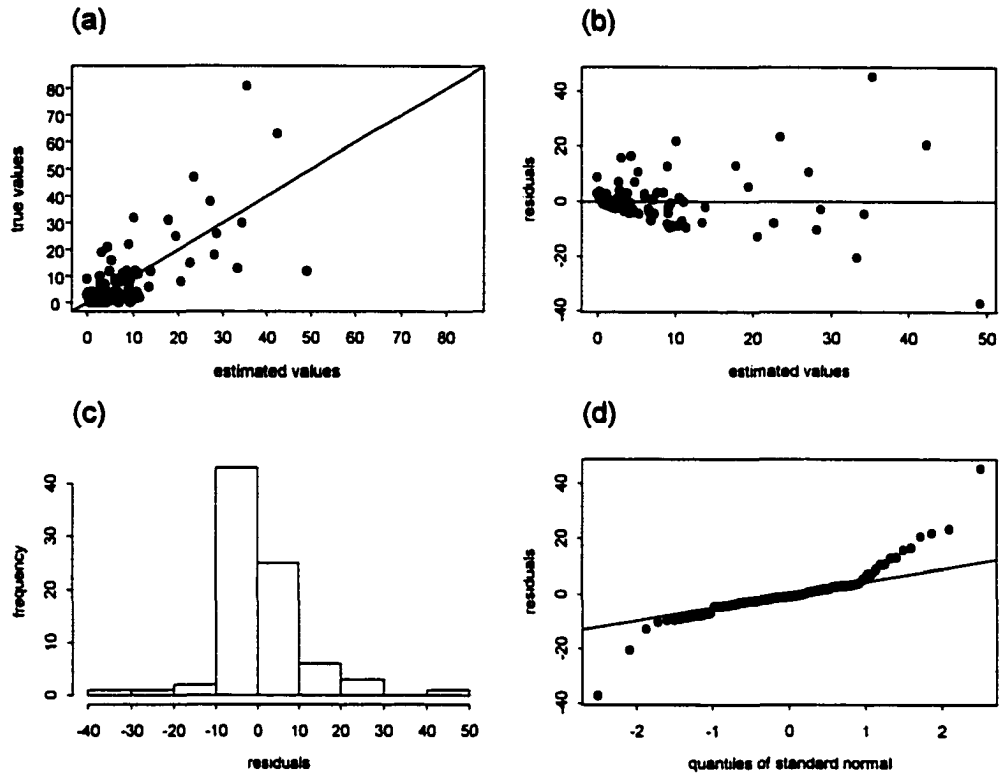 (a)
true values
0 10 20 30 40 50 60 70 80
0 10 20 30 40 50 60 70 80
estimated values
(b)
residuals
-40 -20 0 20 40
0 10 20 30 40 50
estimated values
(c)
frequency
0 10 20 30 40
-40 -30 -20 -10 0 10 20 30 40 50
residuals
(d)
residuals
-40 -20 0 20 40
-2 -1 0 1 2
quantiles of standard normal